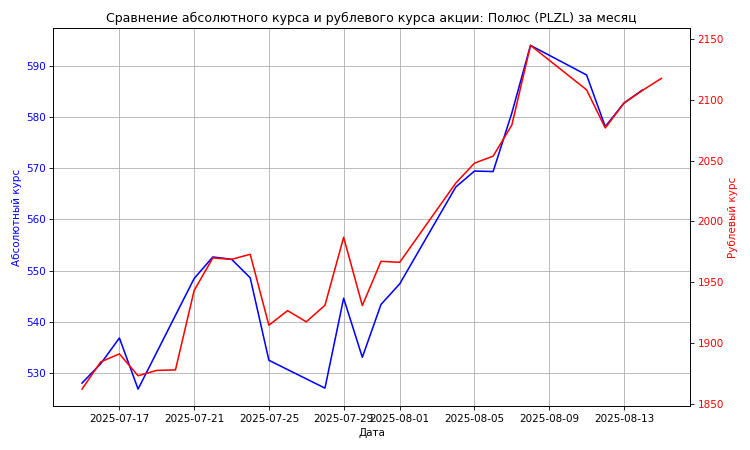 Сравнение абсолютного курса и рублевого курса акции: Полюс (PLZL) за месяц
Абсолютный курс
590
580
570
560
550
540
530
2150
2100
2050
2000
1950
1900
1850
Рублевый курс
2025-07-17 2025-07-21 2025-07-25 2025-07-29 2025-08-01 2025-08-05 2025-08-09 2025-08-13
Дата